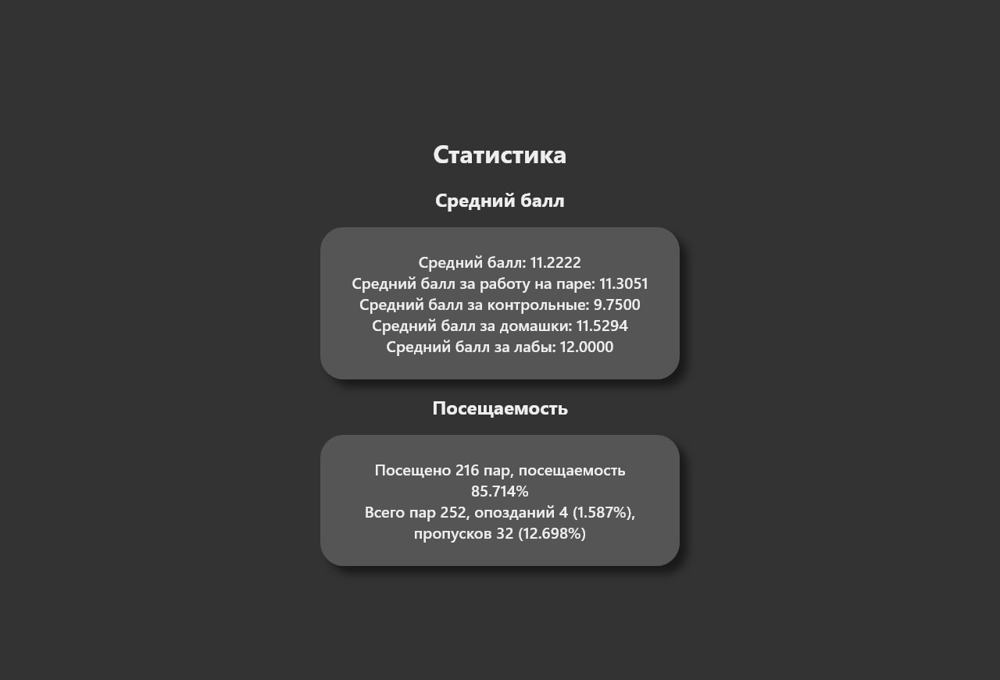 Статистика
Средний балл
Средний балл: 11.2222
Средний балл за работу на паре: 11.3051
Средний балл за контрольные: 9.7500
Средний балл за домашки: 11.5294
Средний балл за лабы: 12.0000
Посещаемость
Посещено 216 пар, посещаемость
85.714%
Всего пар 252, опозданий 4 (1.587%),
пропусков 32 (12.698%)